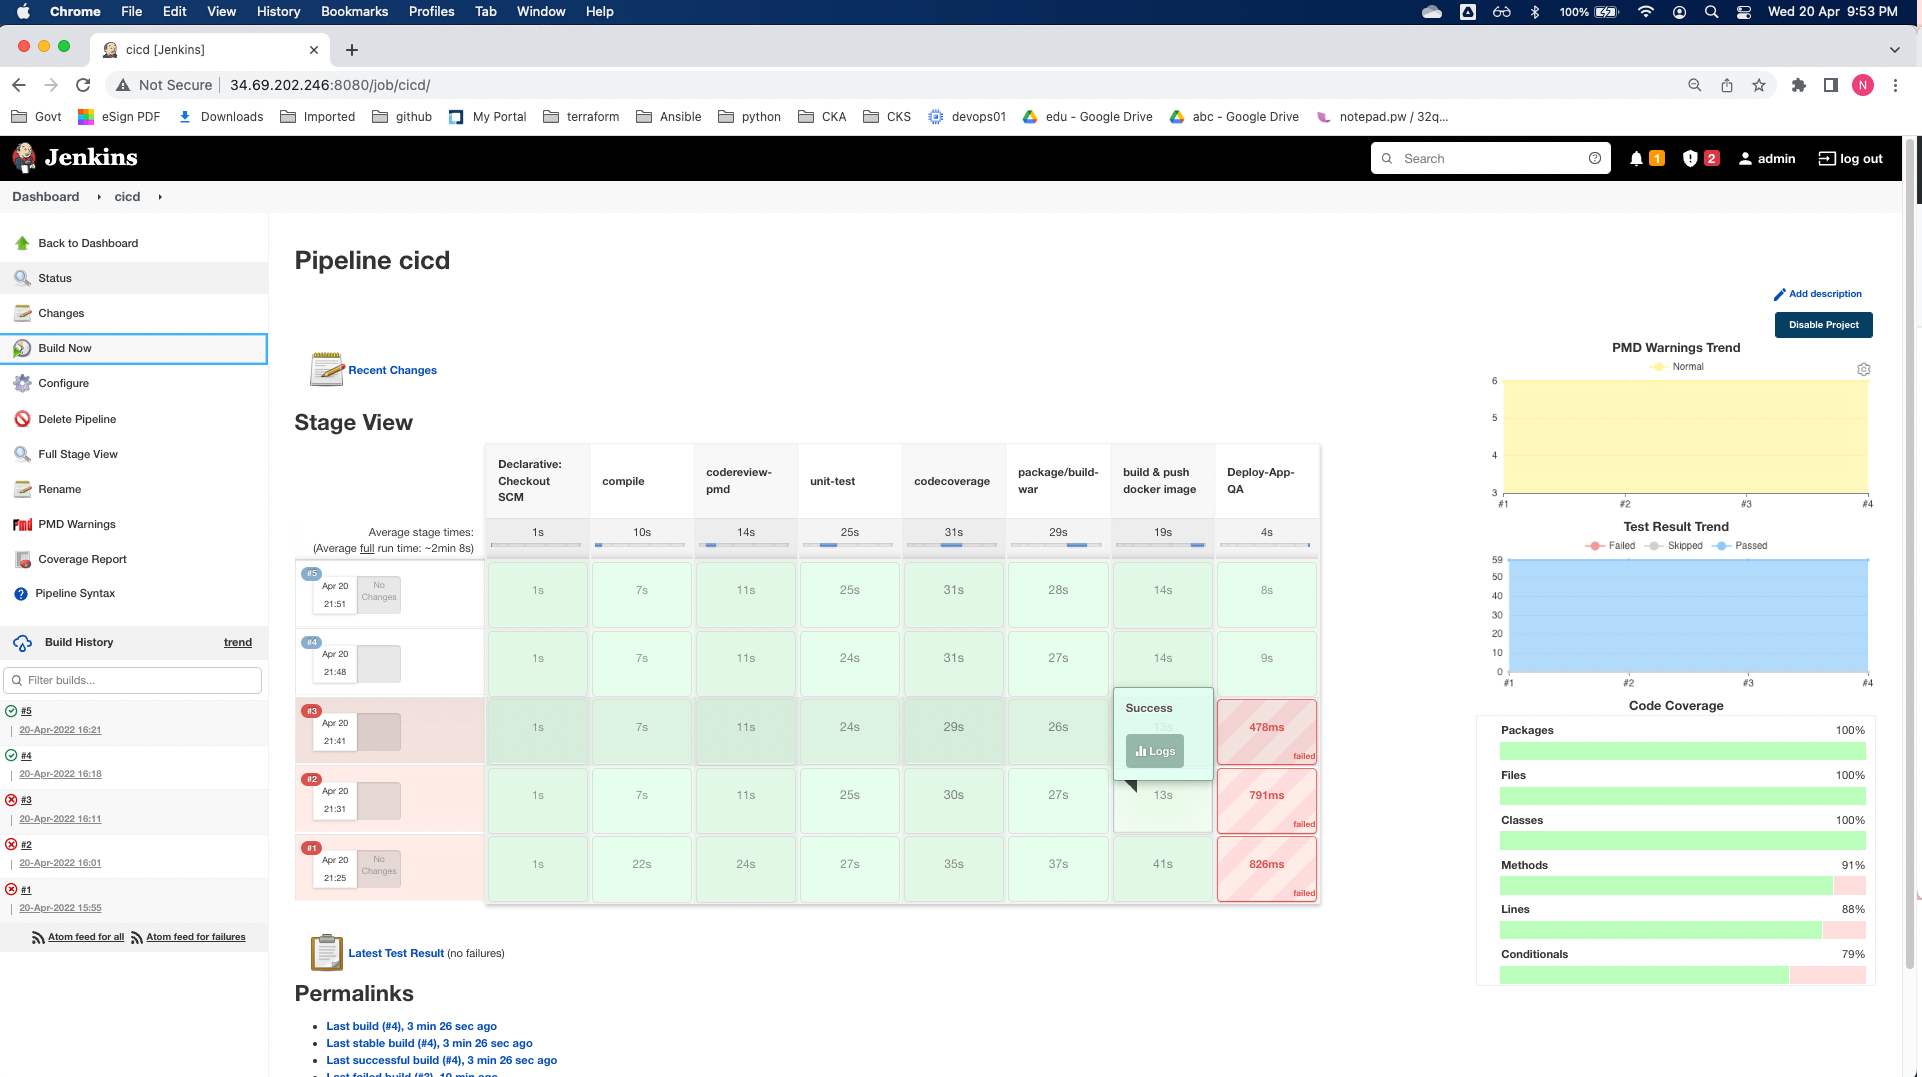 Chrome File Edit View History Bookmarks Profiles Tab Window Help 100% Wed 20 Apr 9:53 PM
cicd [Jenkins]
Not Secure 34.69.202.246:8080/job/cicd/
Govt eSign PDF Downloads Imported github My Portal terraform Ansible python CKA CKS devops01 edu - Google Drive abc - Google Drive notepad.pw / 32q...
N
Jenkins
Search
1
2
admin
log out
Dashboard cicd
Back to Dashboard
Status
Changes
Build Now
Configure
Delete Pipeline
Full Stage View
Rename
PMD Warnings
Coverage Report
Pipeline Syntax
Build History trend
Filter builds...
#5
20-Apr-2022 16:21
#4
20-Apr-2022 16:18
#3
20-Apr-2022 16:11
#2
20-Apr-2022 16:01
#1
20-Apr-2022 15:55
Atom feed for all Atom feed for failures
Pipeline cicd
Add description
Disable Project
Recent Changes
Stage View
Declarative:
Checkout
SCM
compile
codereview-
pmd
unit-test
codecoverage
package/build-
war
build & push
docker image
Deploy-App-
QA
Average stage times:
(Average full run time: ~2min 8s)
1s 10s 14s 25s 31s 29s 19s 4s
#5
Apr 20
21:51
No
Changes
1s 7s 11s 25s 31s 28s 14s 8s
#4
Apr 20
21:48
1s 7s 11s 24s 31s 27s 14s 9s
#3
Apr 20
21:41
1s 7s 11s 24s 29s 26s 13s 478ms
failed
Success
Logs
#2
Apr 20
21:31
1s 7s 11s 25s 30s 27s 13s 791ms
failed
#1
Apr 20
21:25
No
Changes
1s 22s 24s 27s 35s 37s 41s 826ms
failed
Latest Test Result (no failures)
Permalinks
Last build (#4), 3 min 26 sec ago
Last stable build (#4), 3 min 26 sec ago
Last successful build (#4), 3 min 26 sec ago
Last failed build (#3), 10 min ago
PMD Warnings Trend
Normal
6
5
4
3
#1 #2 #3 #4
Test Result Trend
Failed Skipped Passed
59
50
40
30
20
10
0
#1 #2 #3 #4
Code Coverage
Packages 100%
Files 100%
Classes 100%
Methods 91%
Lines 88%
Conditionals 79%